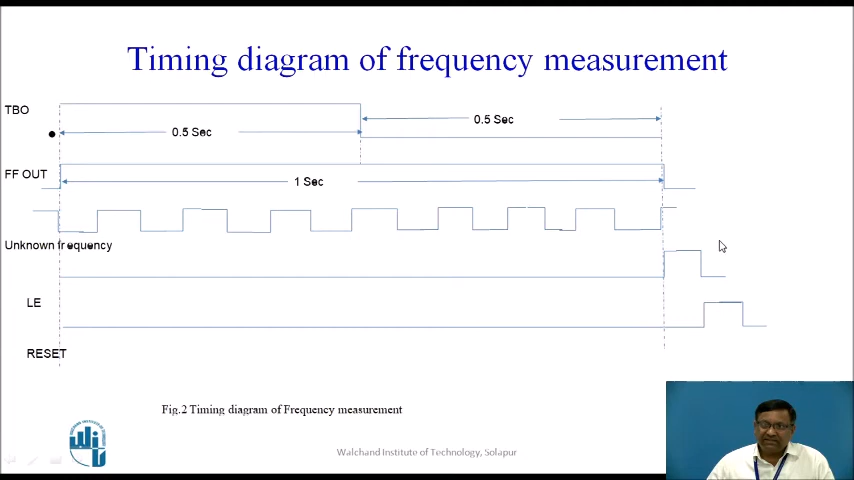 Timing diagram of frequency measurement
TBO
0.5 Sec
0.5 Sec
FF OUT
1 Sec
Unknown frequency
LE
RESET
Fig.2 Timing diagram of Frequency measurement
Walchand Institute of Technology, Solapur